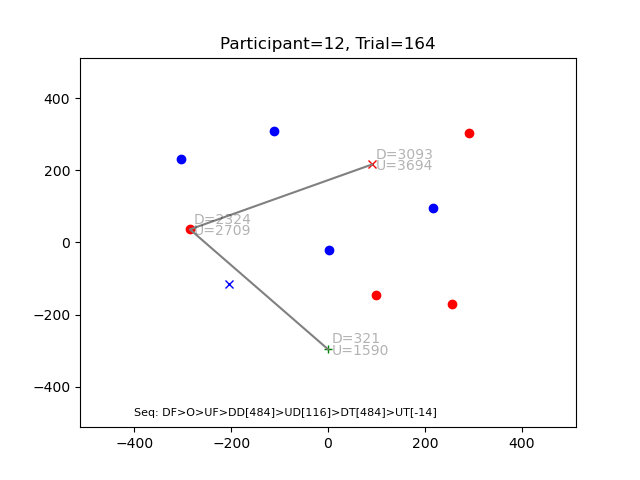 Participant=12, Trial=164
400
200
0
−200
−400
D=3093
U=3694
D=2324
U=2709
D=321
U=1590
Seq: DF>O>UF>DD[484]>UD[116]>DT[484]>UT[-14]
−400 −200 0 200 400